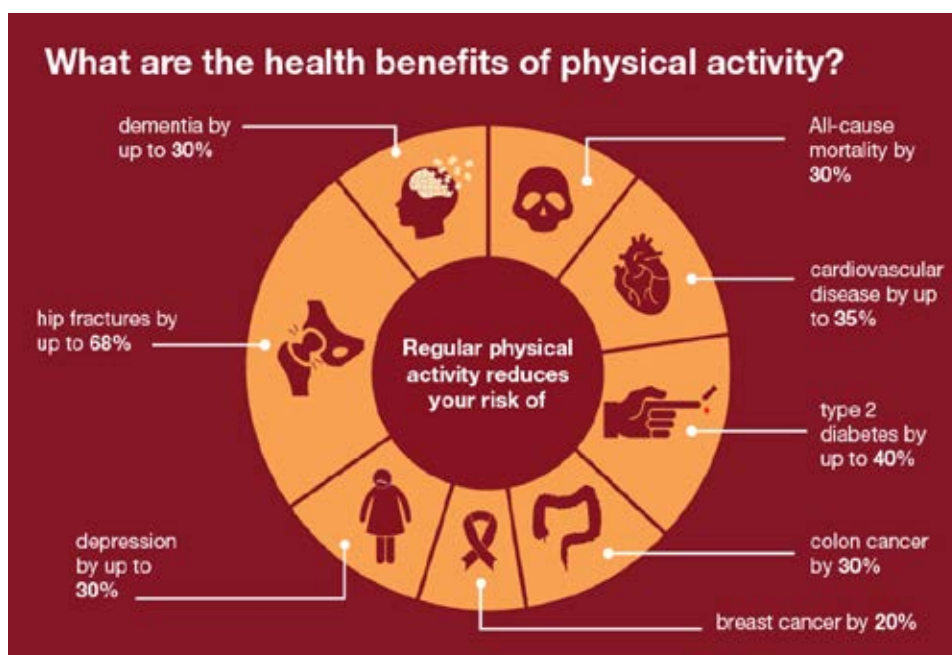 What are the health benefits of physical activity?
dementia by
up to 30%
All-cause
mortality by
30%
cardiovascular
disease by up
to 35%
hip fractures by
up to 68%
Regular physical
activity reduces
your risk of
type 2
diabetes by
up to 40%
depression
by up to
30%
colon cancer
by 30%
breast cancer by 20%